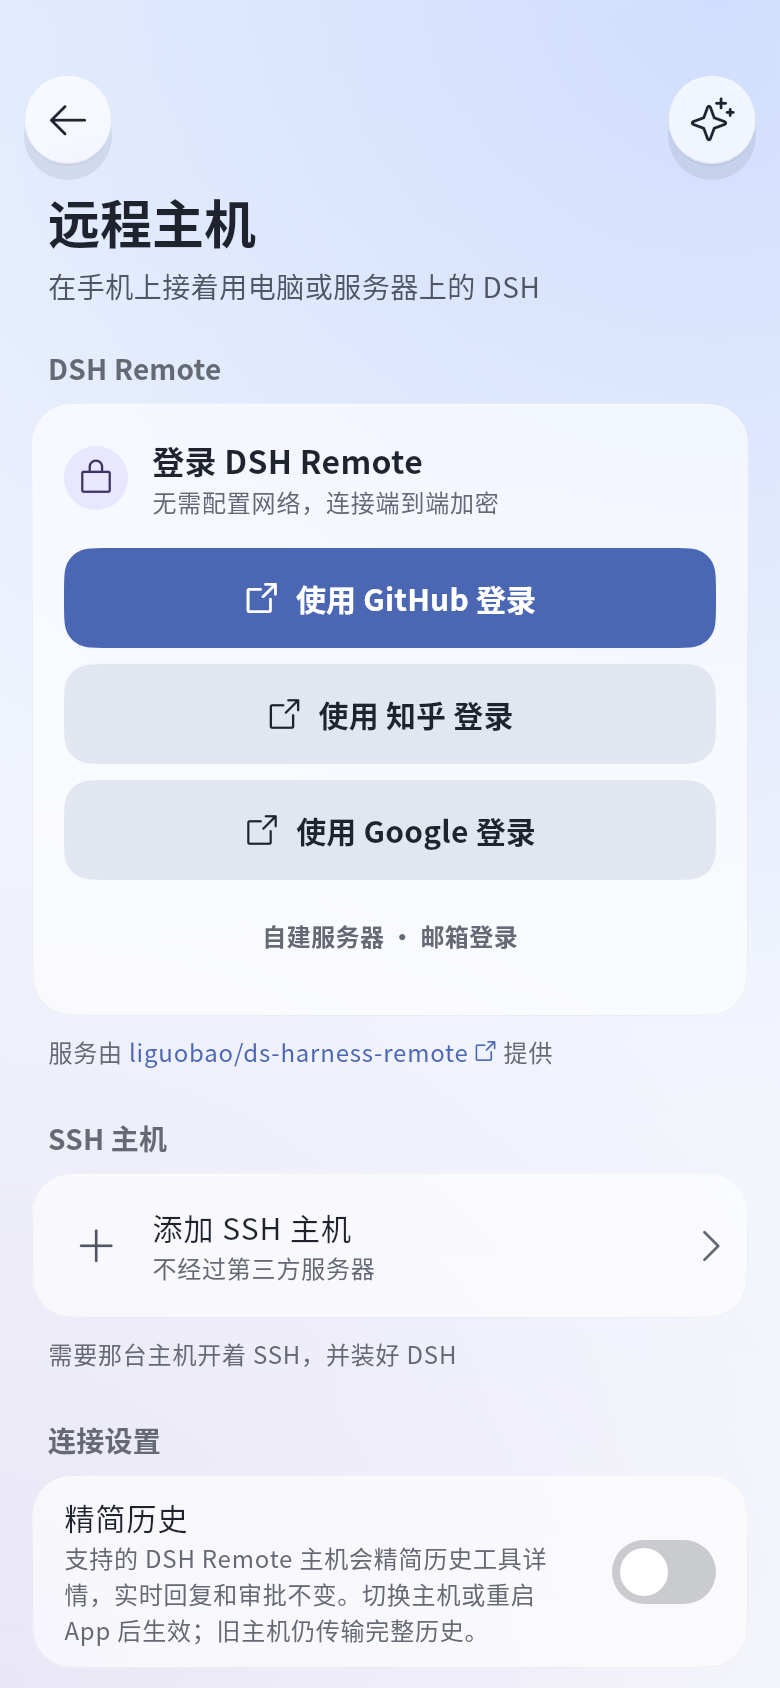 远程主机
在手机上接着用电脑或服务器上的 DSH
DSH Remote
登录 DSH Remote
无需配置网络，连接端到端加密
使用 GitHub 登录
使用 知乎 登录
使用 Google 登录
自建服务器 · 邮箱登录
服务由 liguobao/ds-harness-remote 提供
SSH 主机
添加 SSH 主机
不经过第三方服务器
需要那台主机开着 SSH，并装好 DSH
连接设置
精简历史
支持的 DSH Remote 主机会精简历史工具详
情，实时回复和审批不变。切换主机或重启
App 后生效；旧主机仍传输完整历史。